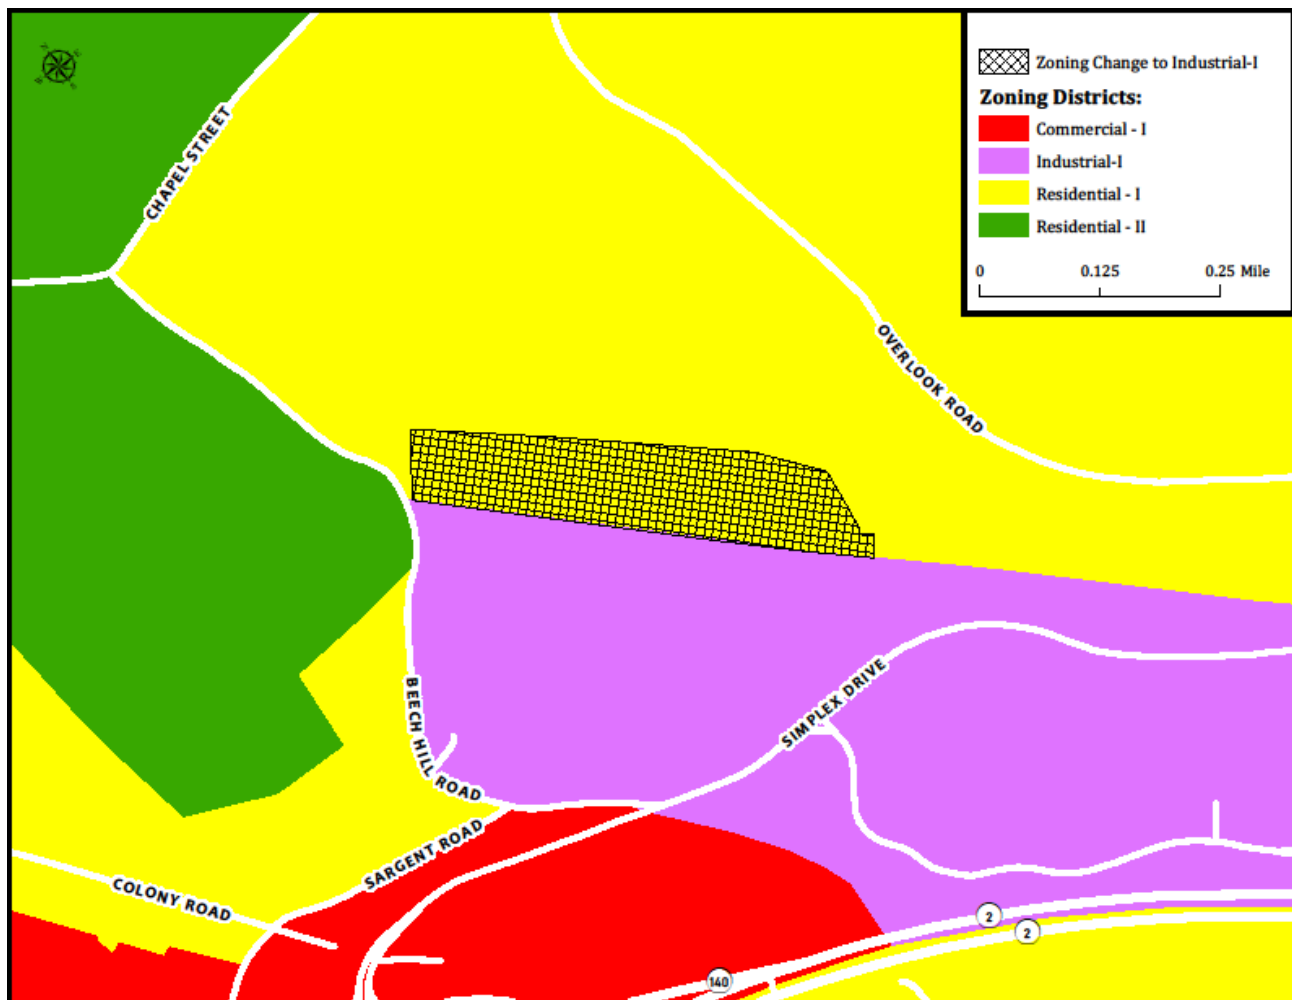 Zoning Change to Industrial-I
Zoning Districts:
Commercial - I
Industrial-I
Residential - I
Residential - II
0 0.125 0.25 Mile
CHAPEL STREET
OVERLOOK ROAD
SIMPLEX DRIVE
BEECH HILL ROAD
SARGENT ROAD
COLONY ROAD
2
2
140